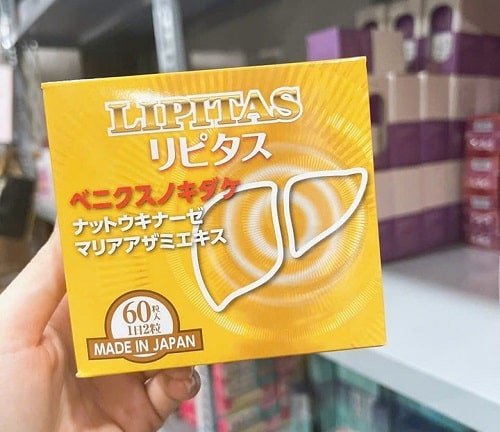 LIPITAS
リピタス
ベニクスノキダケ
ナットウキナーゼ
マリアアザミエキス
60粒入
1日2粒
MADE IN JAPAN